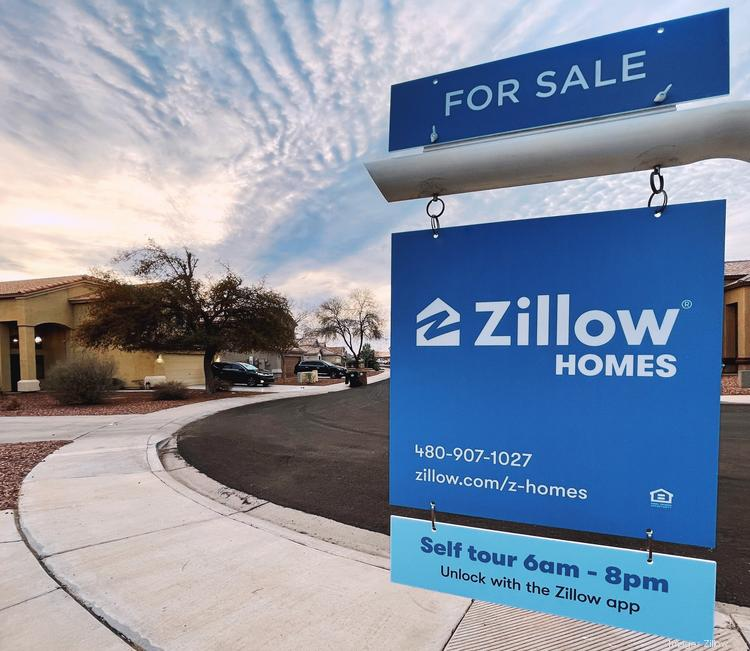 FOR SALE
Zillow®
HOMES
480-907-1027
zillow.com/z-homes
Self tour 6am - 8pm
Unlock with the Zillow app